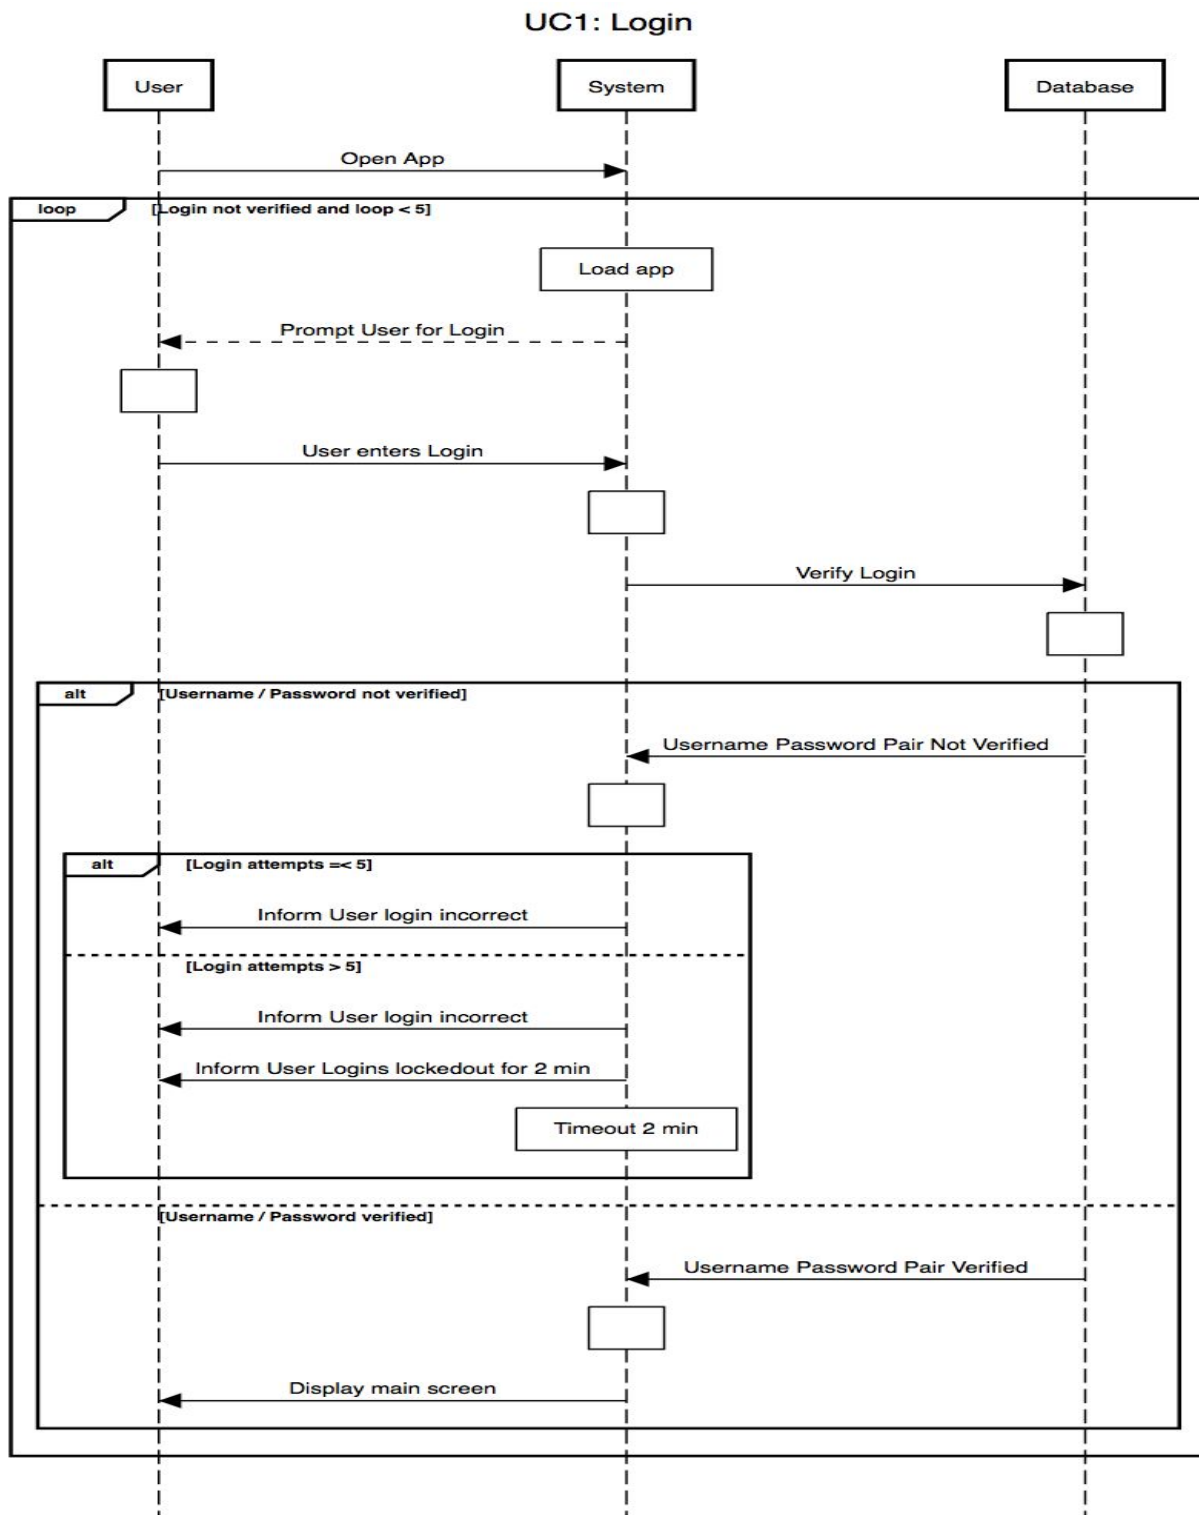 UC1: Login
User
System
Database
Open App
loop
[Login not verified and loop < 5]
Load app
Prompt User for Login
User enters Login
Verify Login
alt
[Username / Password not verified]
Username Password Pair Not Verified
alt
[Login attempts =< 5]
Inform User login incorrect
[Login attempts > 5]
Inform User login incorrect
Inform User Logins lockedout for 2 min
Timeout 2 min
[Username / Password verified]
Username Password Pair Verified
Display main screen